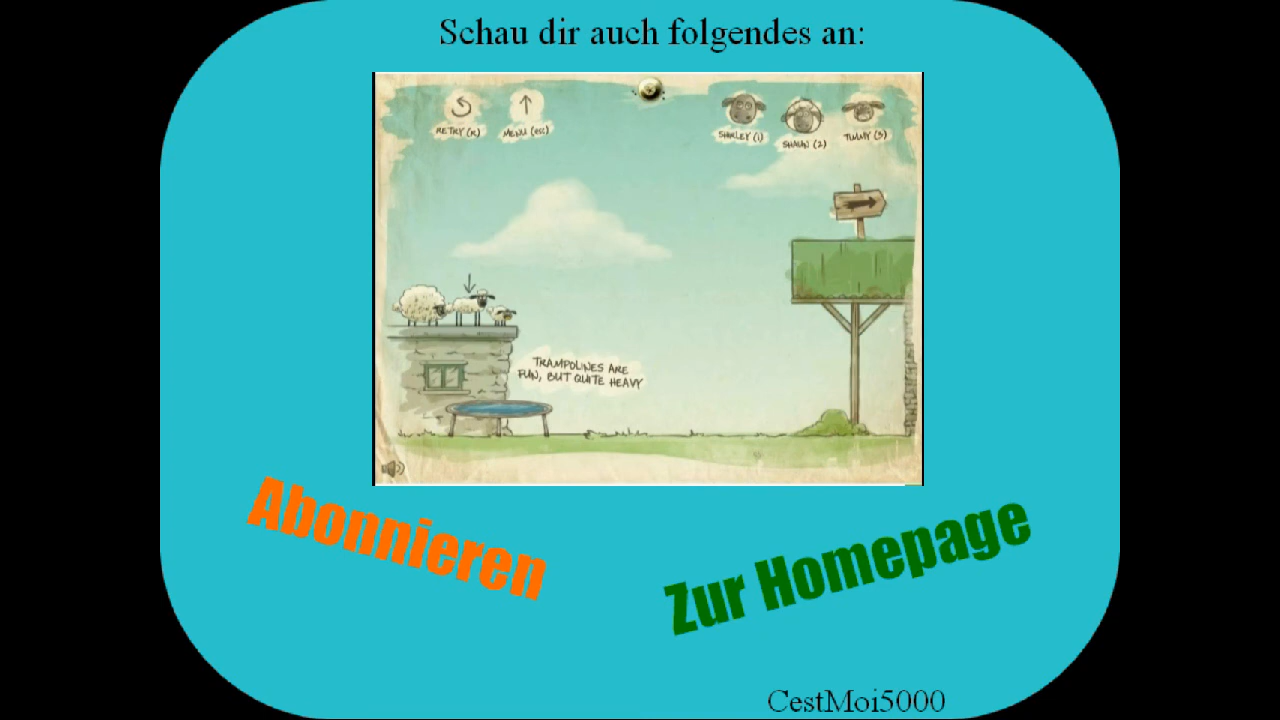 Schau dir auch folgendes an:
RETRY (R)
MENU (esc)
SHIRLEY (1)
SHAUN (2)
TIMMY (3)
TRAMPOLINES ARE
FUN, BUT QUITE HEAVY
Abonnieren
Zur Homepage
CestMoi5000